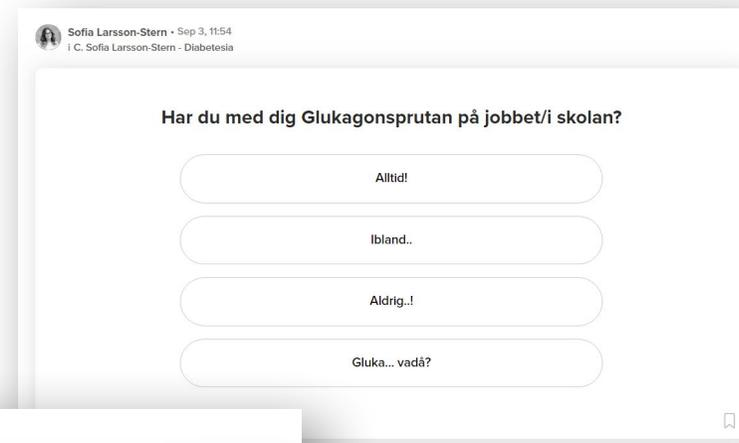 Sofia Larsson-Stern • Sep 3, 11:54
i C. Sofia Larsson-Stern - Diabetesia
Har du med dig Glukagonsprutan på jobbet/i skolan?
Alltid!
Ibland..
Aldrig..!
Gluka... vadå?